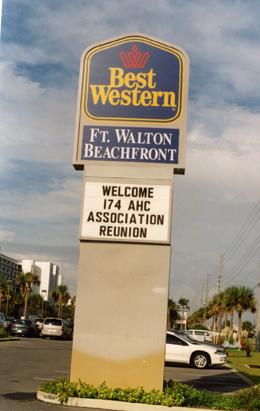 Best
Western
FT. WALTON
BEACHFRONT
WELCOME
174 AHC
ASSOCIATION
REUNION